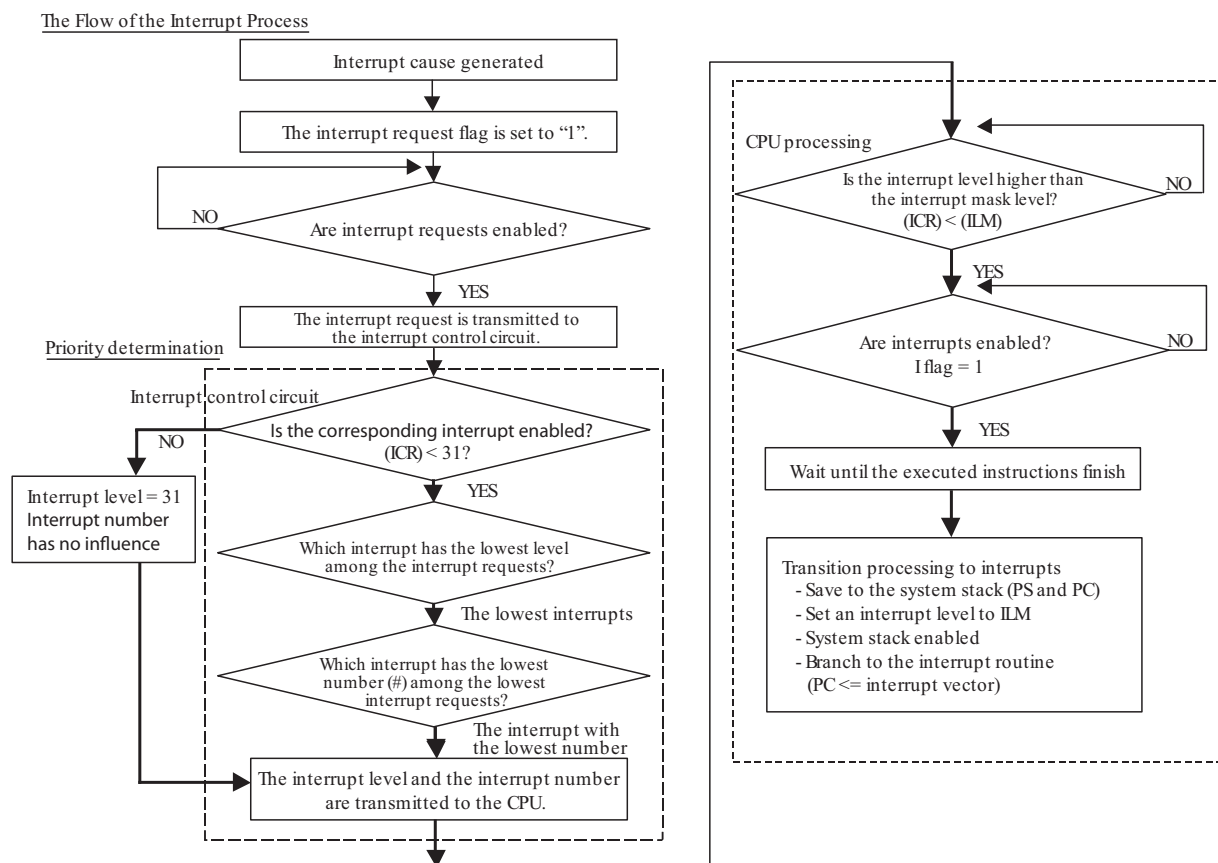 The Flow of the Interrupt Process
Interrupt cause generated
The interrupt request flag is set to “1”.
NO
Are interrupt requests enabled?
YES
The interrupt request is transmitted to
the interrupt control circuit.
Priority determination
Interrupt control circuit
Is the corresponding interrupt enabled?
(ICR) < 31?
NO
YES
Interrupt level = 31
Interrupt number
has no influence
Which interrupt has the lowest level
among the interrupt requests?
The lowest interrupts
Which interrupt has the lowest
number (#) among the lowest
interrupt requests?
The interrupt with
the lowest number
The interrupt level and the interrupt number
are transmitted to the CPU.
CPU processing
Is the interrupt level higher than
the interrupt mask level?
(ICR) < (ILM)
NO
YES
Are interrupts enabled?
I flag = 1
NO
YES
Wait until the executed instructions finish
Transition processing to interrupts
- Save to the system stack (PS and PC)
- Set an interrupt level to ILM
- System stack enabled
- Branch to the interrupt routine
(PC <= interrupt vector)